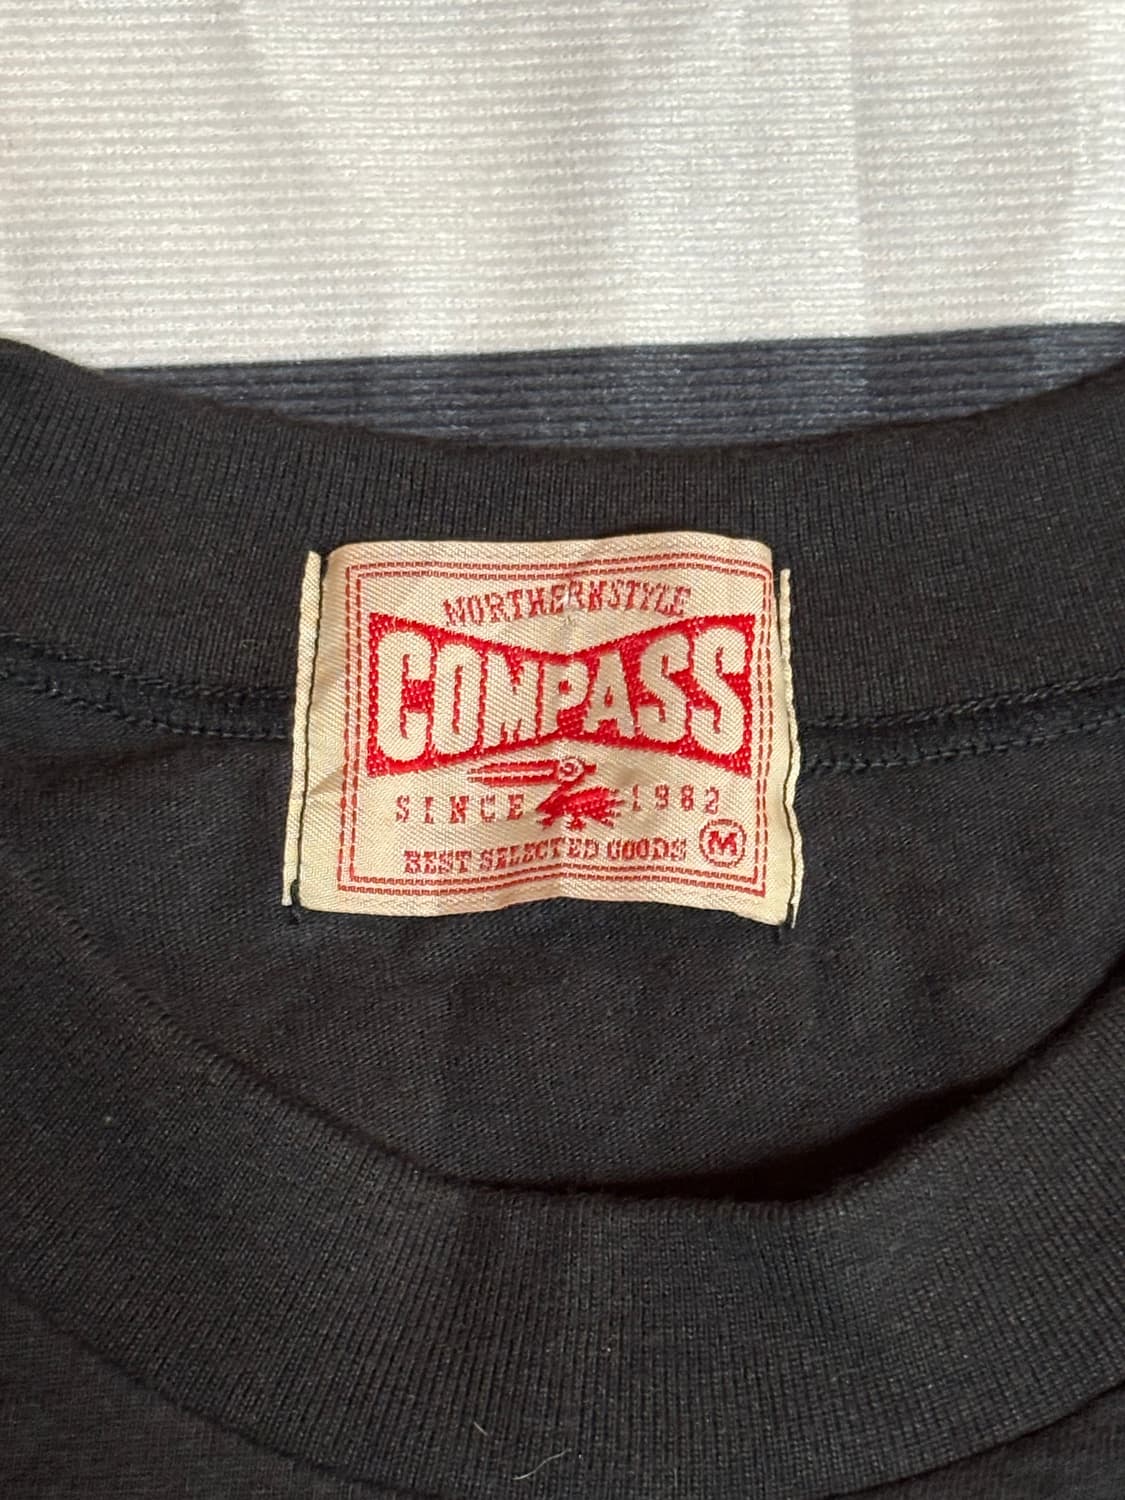 NORTHERNSTYLE
COMPASS
SINCE 1982
BEST SELECTED GOODS M